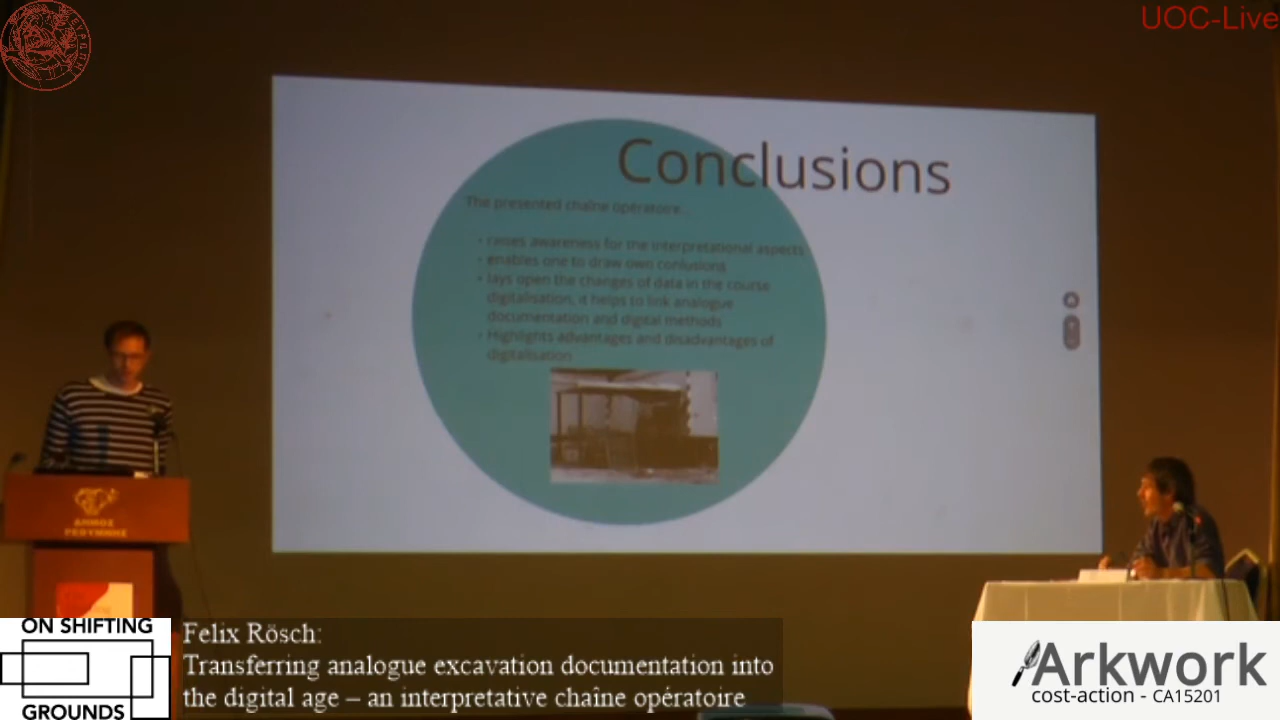 UOC-Live
Conclusions
The presented chaîne opératoire...
• raises awareness for the interpretational aspects
• enables one to draw own conlusions
• lays open the changes of data in the course
digitalisation, it helps to link analogue
documentation and digital methods
• Highlights advantages and disadvantages of
digitalisation
ΔΗΜΟΣ
ΡΕΘΥΜΝΗΣ
ON SHIFTING
GROUNDS
Felix Rösch:
Transferring analogue excavation documentation into
the digital age – an interpretative chaîne opératoire
Arkwork
cost-action - CA15201